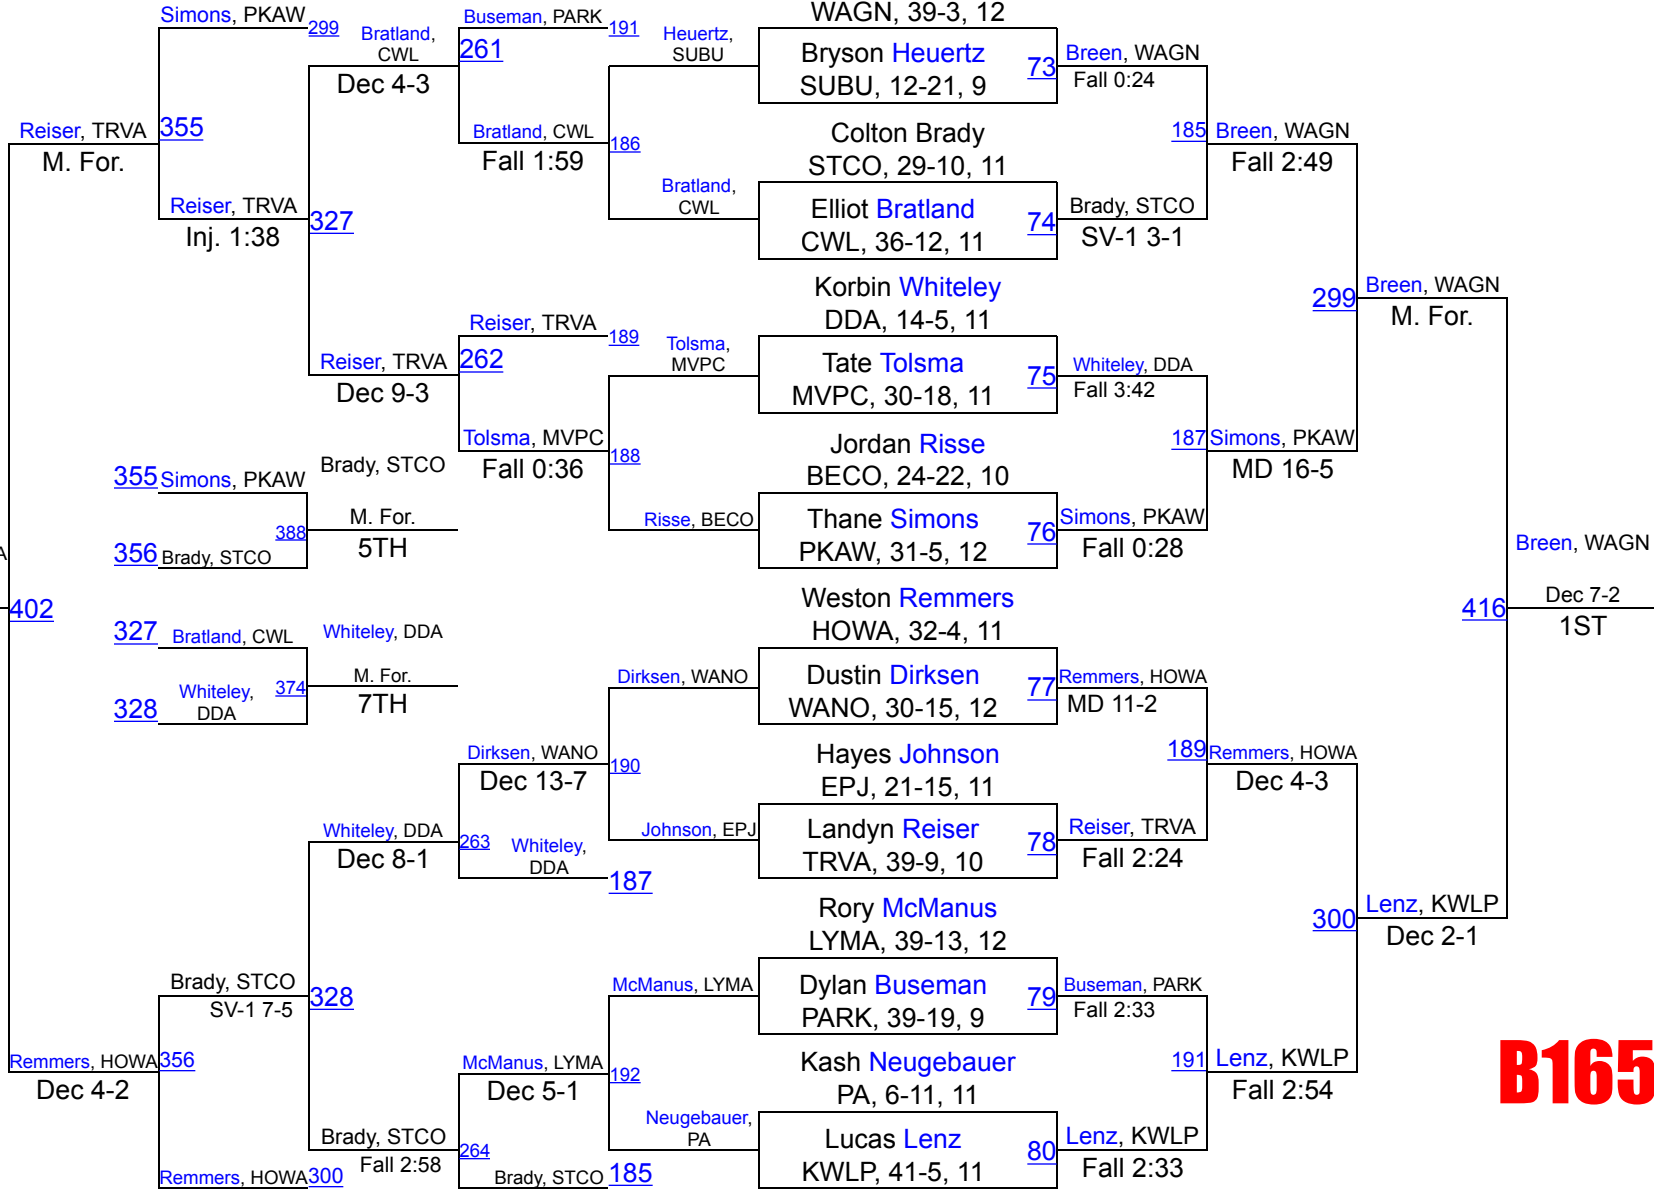 Simons, PKAW
299
355
Reiser, TRVA
M. For.
Reiser, TRVA
Inj. 1:38
327
Bratland,
CWL
Dec 4-3
Buseman, PARK
191
261
Bratland, CWL
Fall 1:59
186
Heuertz,
SUBU
Bratland,
CWL
Reiser, TRVA
Dec 9-3
Reiser, TRVA
189
262
Tolsma, MVPC
Fall 0:36
188
Tolsma,
MVPC
Risse, BECO
355 Simons, PKAW
356 Brady, STCO
388
Brady, STCO
M. For.
5TH
402
327 Bratland, CWL
328
Whiteley,
DDA
374
Whiteley, DDA
M. For.
7TH
Dirksen, WANO
Dec 13-7
190
Dirksen, WANO
Johnson, EPJ
Whiteley, DDA
Dec 8-1
263
Whiteley,
DDA
187
Brady, STCO
SV-1 7-5
328
Remmers, HOWA
Dec 4-2
356
McManus, LYMA
Dec 5-1
192
McManus, LYMA
Neugebauer,
PA
Brady, STCO
Fall 2:58
264
Brady, STCO 185
Remmers, HOWA 300
WAGN, 39-3, 12
Bryson Heuertz
SUBU, 12-21, 9
73
Breen, WAGN
Fall 0:24
Colton Brady
STCO, 29-10, 11
Elliot Bratland
CWL, 36-12, 11
74
Brady, STCO
SV-1 3-1
185
Breen, WAGN
Fall 2:49
Korbin Whiteley
DDA, 14-5, 11
Tate Tolsma
MVPC, 30-18, 11
75
Whiteley, DDA
Fall 3:42
Jordan Risse
BECO, 24-22, 10
Thane Simons
PKAW, 31-5, 12
76
Simons, PKAW
Fall 0:28
187
Simons, PKAW
MD 16-5
299
Breen, WAGN
M. For.
Weston Remmers
HOWA, 32-4, 11
Dustin Dirksen
WANO, 30-15, 12
77
Remmers, HOWA
MD 11-2
Hayes Johnson
EPJ, 21-15, 11
Landyn Reiser
TRVA, 39-9, 10
78
Reiser, TRVA
Fall 2:24
189
Remmers, HOWA
Dec 4-3
Rory McManus
LYMA, 39-13, 12
Dylan Buseman
PARK, 39-19, 9
79
Buseman, PARK
Fall 2:33
Kash Neugebauer
PA, 6-11, 11
Lucas Lenz
KWLP, 41-5, 11
80
Lenz, KWLP
Fall 2:33
191
Lenz, KWLP
Fall 2:54
300
Lenz, KWLP
Dec 2-1
416
Breen, WAGN
Dec 7-2
1ST
B165